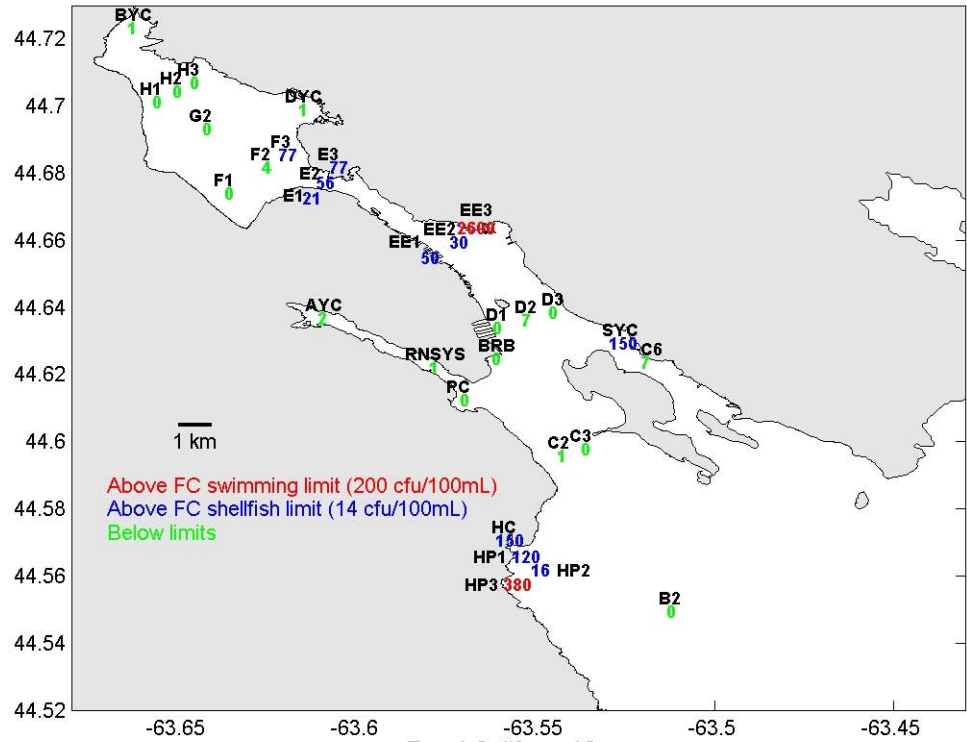 BYC
44.72
1
H3
H2
0
H1
0
0
44.7
DYC
1
G2
0
F3
77
F2
E3
4
77
44.68
E2
56
F1
0
E1 21
EE3
EE2 2600
44.66
EE1
30
50
44.64
AYC
2
D3
D2
0
D1
7
0
SYC
150
BRB
0
C6
7
RNSYS
1
44.62
PC
0
44.6
C3
C2
0
1
1 km
Above FC swimming limit (200 cfu/100mL)
Above FC shellfish limit (14 cfu/100mL)
Below limits
44.58
HC
150
HP1 120
44.56
16 HP2
HP3 380
B2
0
44.54
44.52
-63.65 -63.6 -63.55 -63.5 -63.45